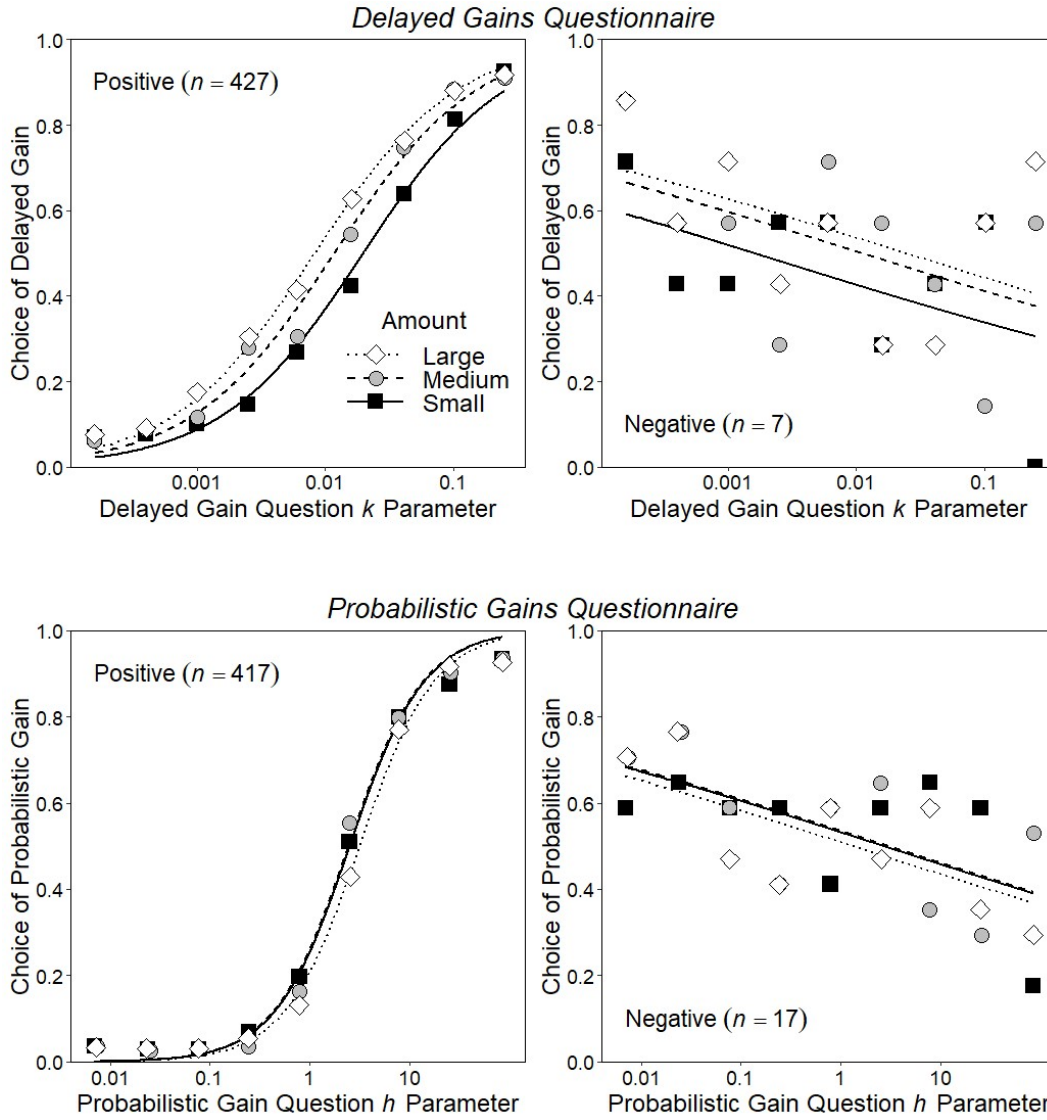 Delayed Gains Questionnaire
1.0
0.8
0.6
0.4
0.2
0.0
Choice of Delayed Gain
Positive (n = 427)
Amount
Large
Medium
Small
0.001
0.01
0.1
Delayed Gain Question k Parameter
1.0
0.8
0.6
0.4
0.2
0.0
Choice of Delayed Gain
Negative (n = 7)
0.001
0.01
0.1
Delayed Gain Question k Parameter
Probabilistic Gains Questionnaire
1.0
0.8
0.6
0.4
0.2
0.0
Choice of Probabilistic Gain
Positive (n = 417)
0.01
0.1
1
10
Probabilistic Gain Question h Parameter
1.0
0.8
0.6
0.4
0.2
0.0
Choice of Probabilistic Gain
Negative (n = 17)
0.01
0.1
1
10
Probabilistic Gain Question h Parameter